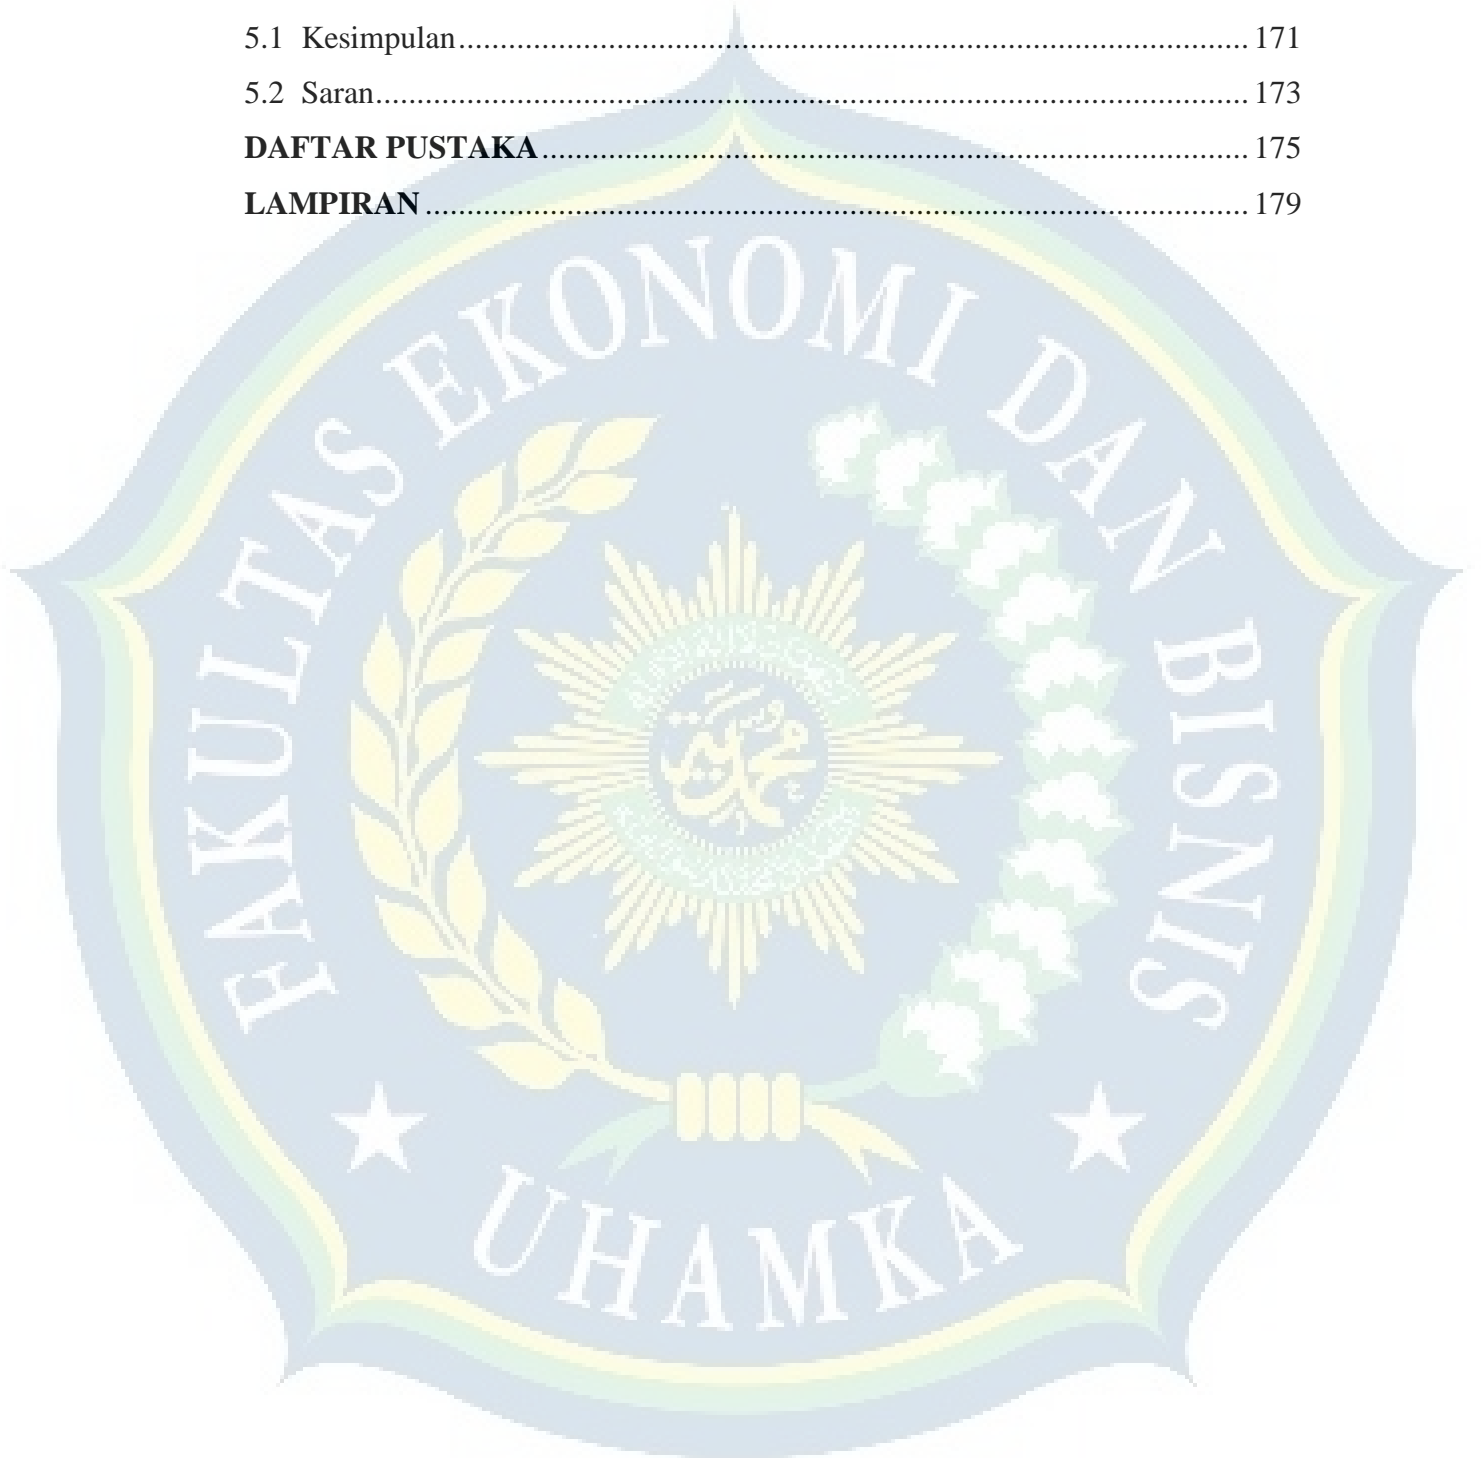 5.1 Kesimpulan........ 171
5.2 Saran........ 173
DAFTAR PUSTAKA........ 175
LAMPIRAN........ 179
FAKULTAS EKONOMI DAN BISNIS
UHAMKA